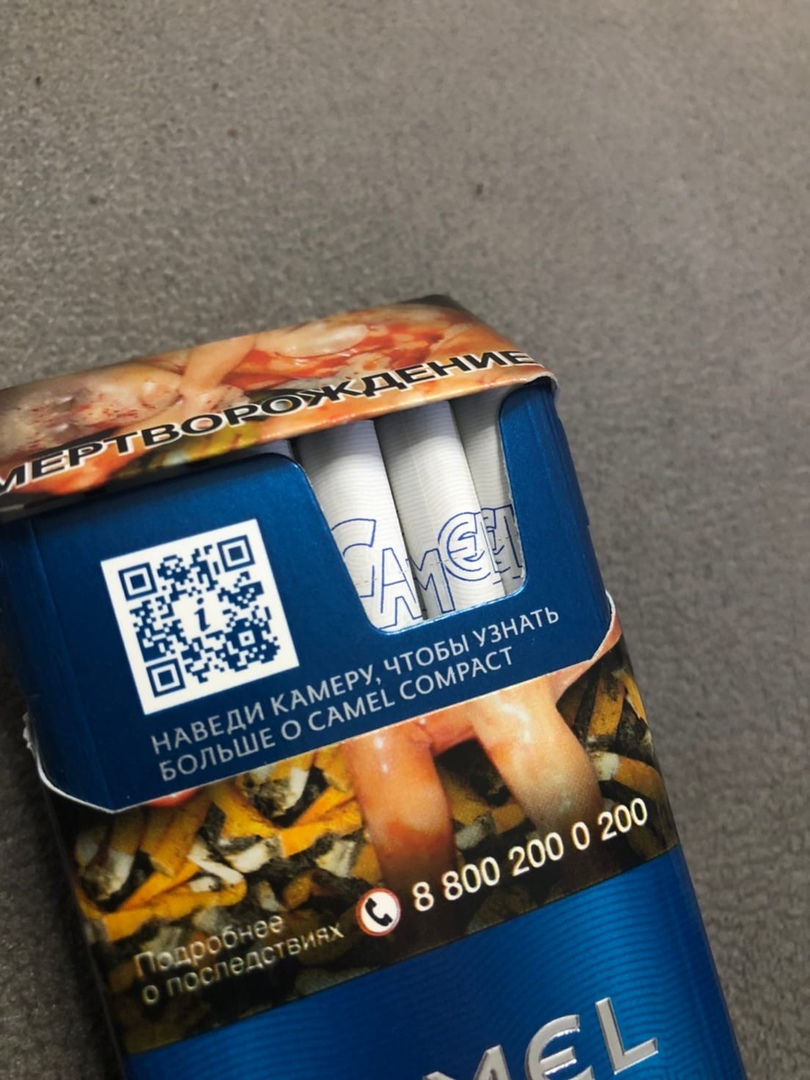 МЕРТВОРОЖДЕНИЕ
CAMEL
НАВЕДИ КАМЕРУ, ЧТОБЫ УЗНАТЬ
БОЛЬШЕ О CAMEL COMPACT
8 800 200 0 200
Подробнее
о последствиях
MEL